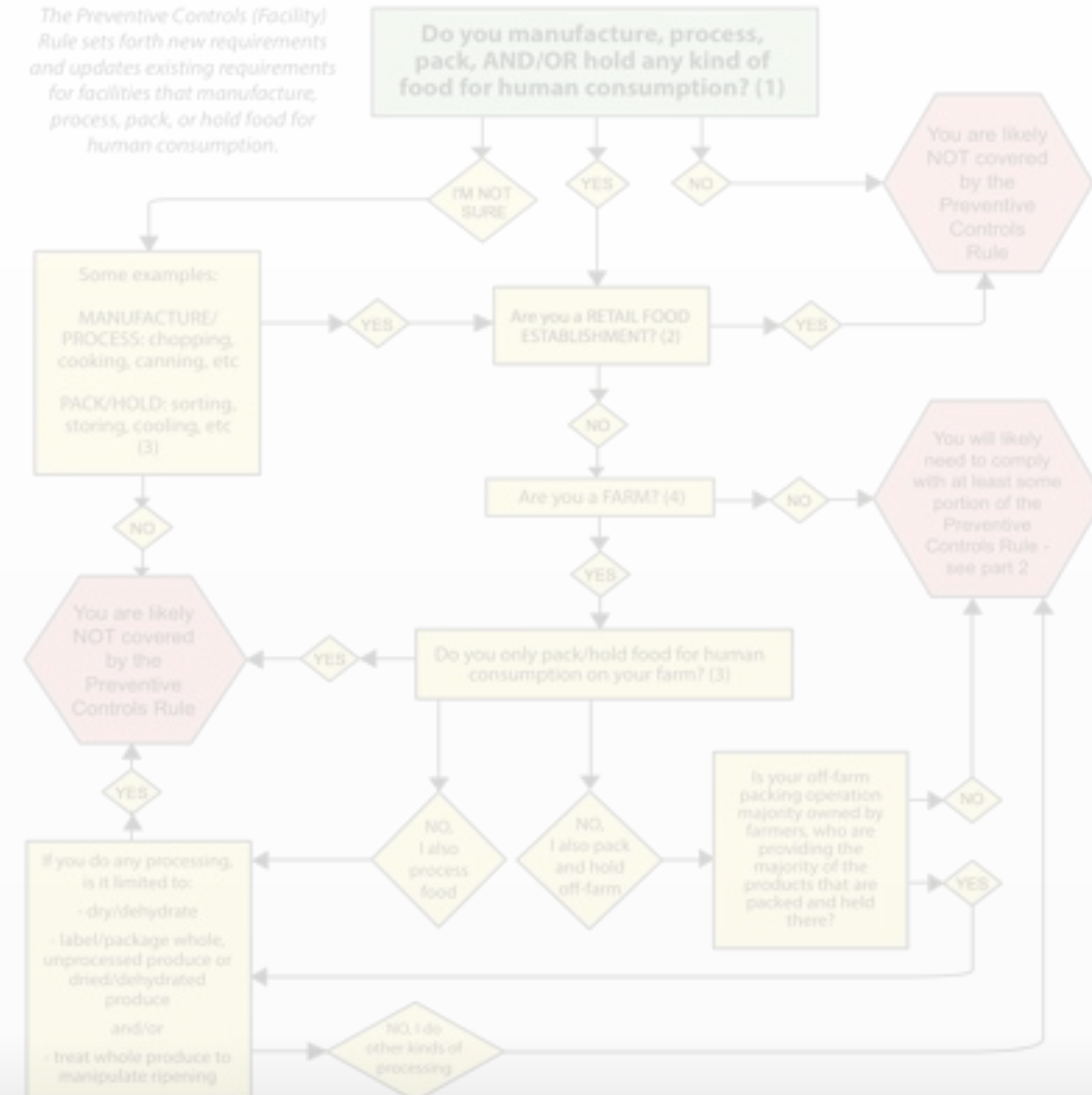 The Preventive Controls (Facility)
Rule sets forth new requirements
and updates existing requirements
for facilities that manufacture,
process, pack, or hold food for
human consumption.
Do you manufacture, process,
pack, AND/OR hold any kind of
food for human consumption? (1)
I'M NOT
SURE
YES
NO
You are likely
NOT covered
by the
Preventive
Controls
Rule
Some examples:
MANUFACTURE/
PROCESS: chopping,
cooking, canning, etc
PACK/HOLD: sorting,
storing, cooling, etc
(3)
YES
Are you a RETAIL FOOD
ESTABLISHMENT? (2)
YES
NO
NO
Are you a FARM? (4)
NO
You will likely
need to comply
with at least some
portion of the
Preventive
Controls Rule -
see part 2
YES
You are likely
NOT covered
by the
Preventive
Controls Rule
YES
Do you only pack/hold food for human
consumption on your farm? (3)
YES
NO,
I also
process
food
NO,
I also pack
and hold
off-farm
Is your off-farm
packing operation
majority owned by
farmers, who are
providing the
majority of the
products that are
packed and held
there?
NO
YES
If you do any processing,
is it limited to:
- dry/dehydrate
- label/package whole,
unprocessed produce or
dried/dehydrated
produce
and/or
- treat whole produce to
manipulate ripening
NO, I do
other kinds of
processing